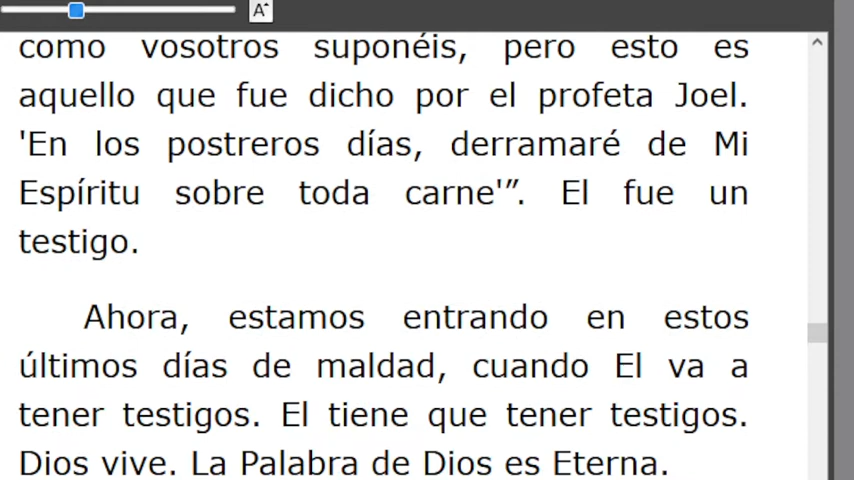 A
como vosotros suponéis, pero esto es
aquello que fue dicho por el profeta Joel.
'En los postreros días, derramaré de Mi
Espíritu sobre toda carne'”. El fue un
testigo.
Ahora, estamos entrando en estos
últimos días de maldad, cuando El va a
tener testigos. El tiene que tener testigos.
Dios vive. La Palabra de Dios es Eterna.